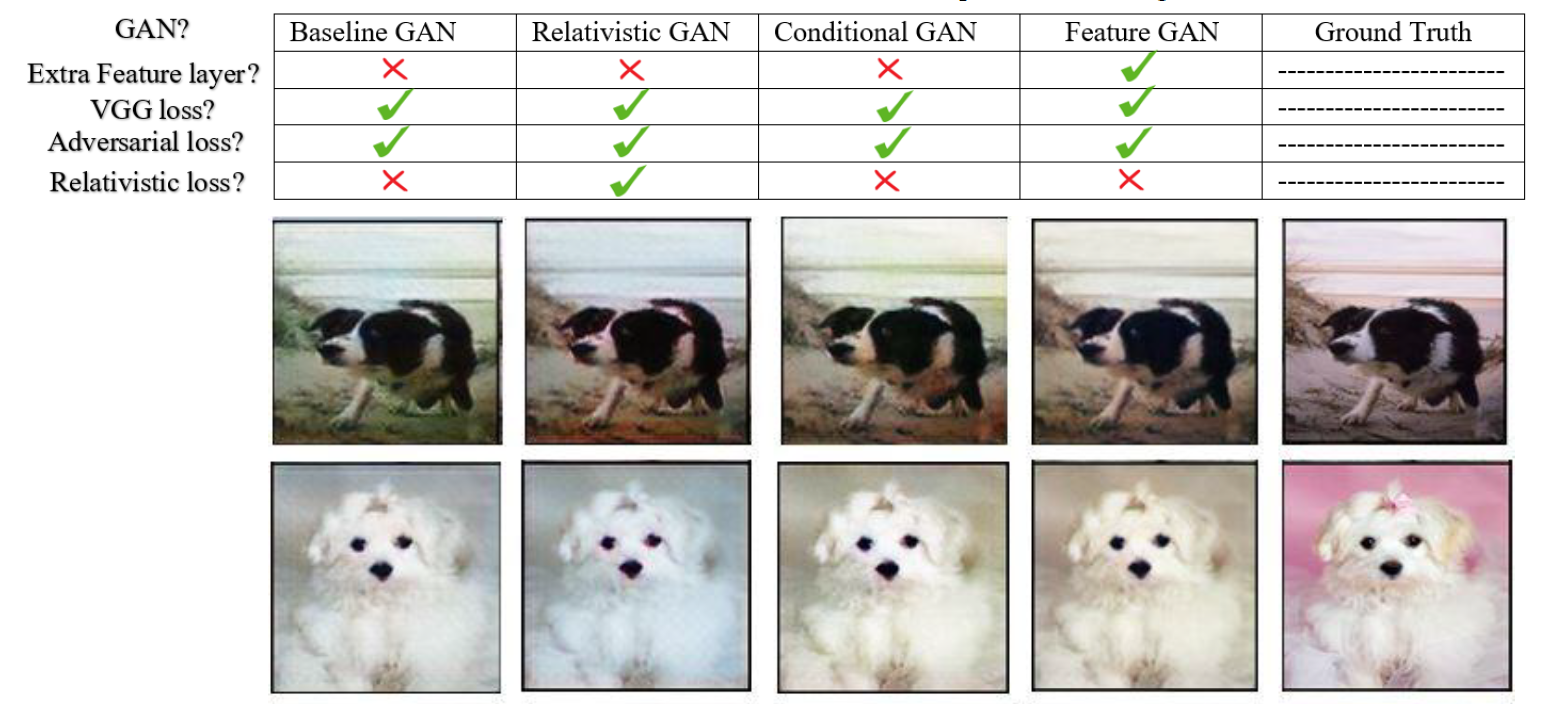 GAN? Baseline GAN Relativistic GAN Conditional GAN Feature GAN Ground Truth
Extra Feature layer? ------------------------
VGG loss? ------------------------
Adversarial loss? ------------------------
Relativistic loss? ------------------------